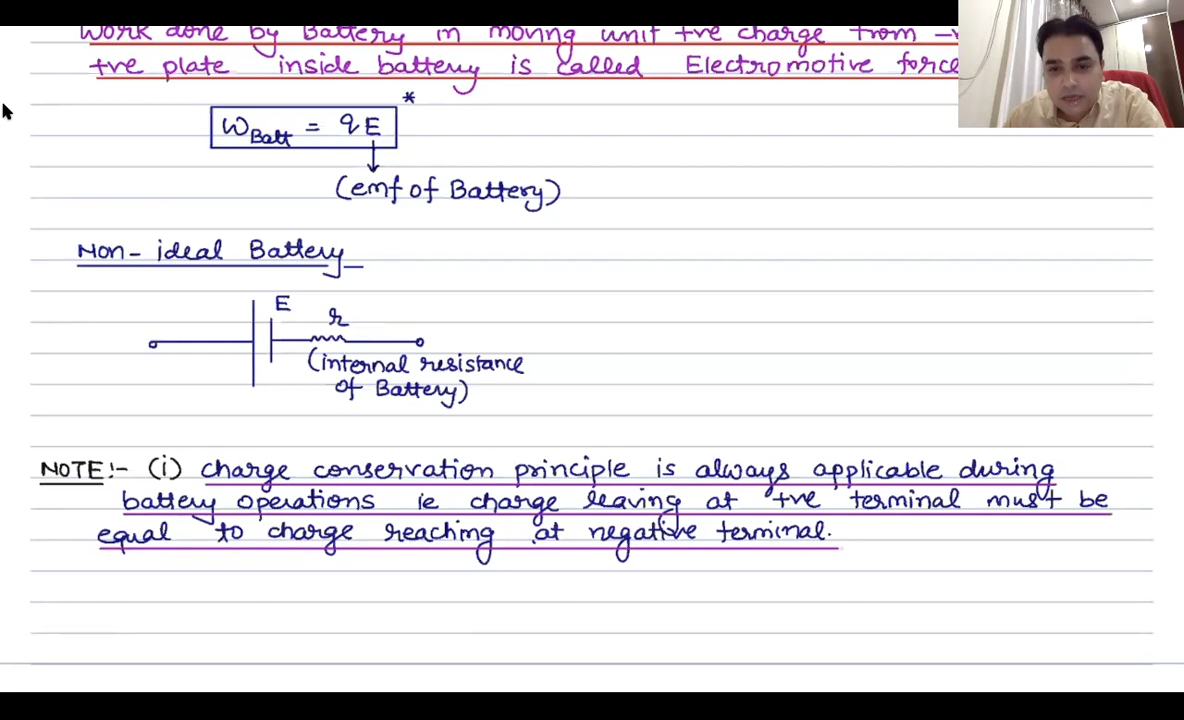 Work done by Battery in moving unit +ve charge from
+ve plate inside battery is called Electromotive force
*
W Batt = qE
(emf of Battery)
Non-ideal Battery
E
r
(internal resistance
of Battery)
NOTE:- (i) charge conservation principle is always applicable during
battery operations ie charge leaving at +ve terminal must be
equal to charge reaching at negative terminal.